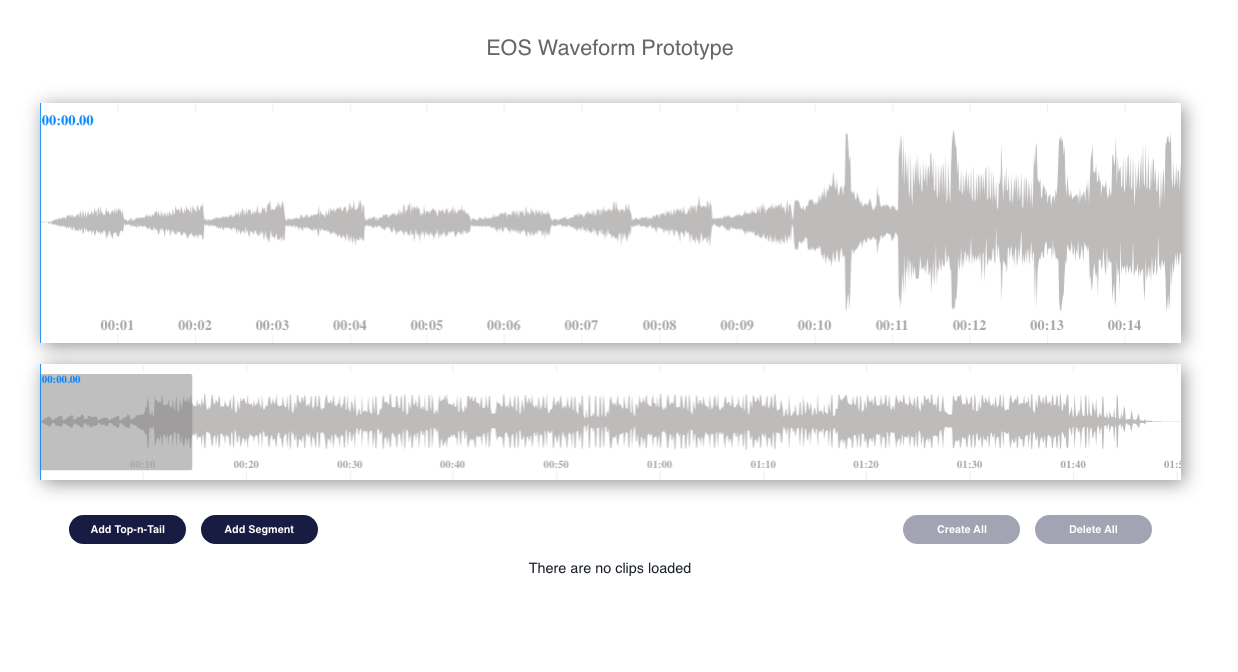 EOS Waveform Prototype
00:00.00
00:01 00:02 00:03 00:04 00:05 00:06 00:07 00:08 00:09 00:10 00:11 00:12 00:13 00:14
00:00.00
00:10 00:20 00:30 00:40 00:50 01:00 01:10 01:20 01:30 01:40
Add Top-n-Tail Add Segment Create All Delete All
There are no clips loaded